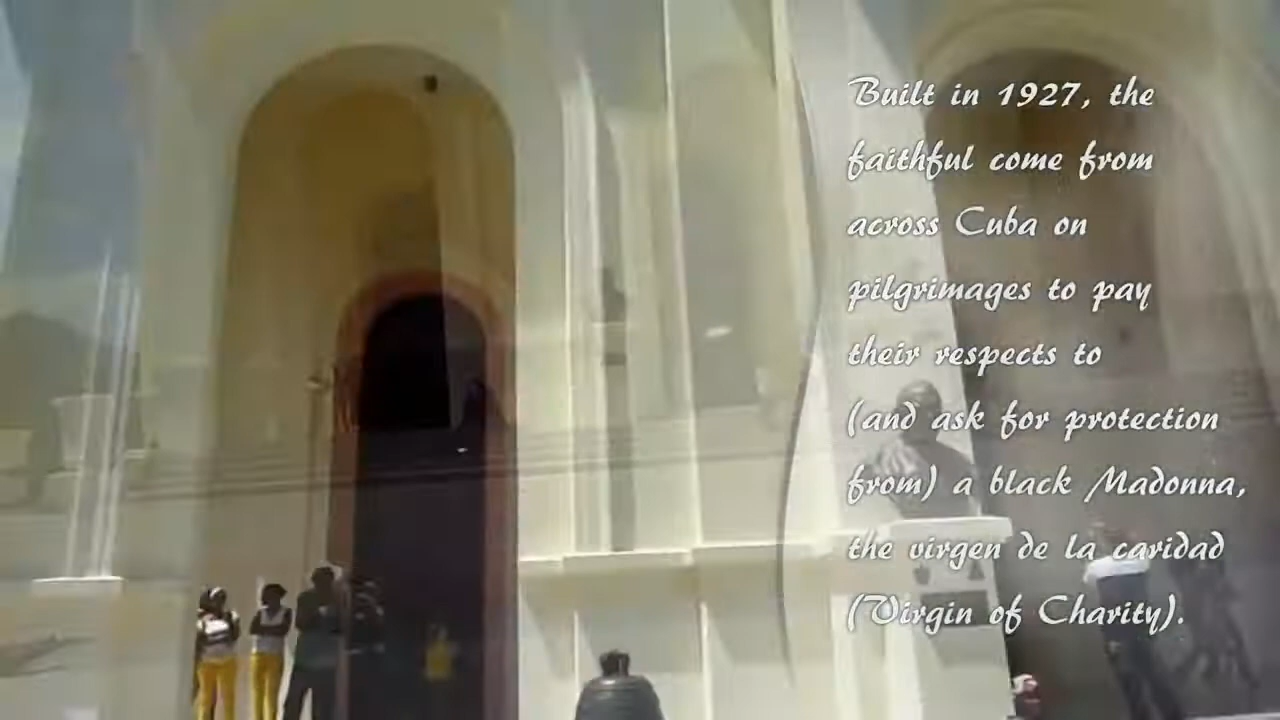 Built in 1927, the
faithful come from
across Cuba on
pilgrimages to pay
their respects to
(and ask for protection
from) a black Madonna,
the virgen de la caridad
(Virgin of Charity).